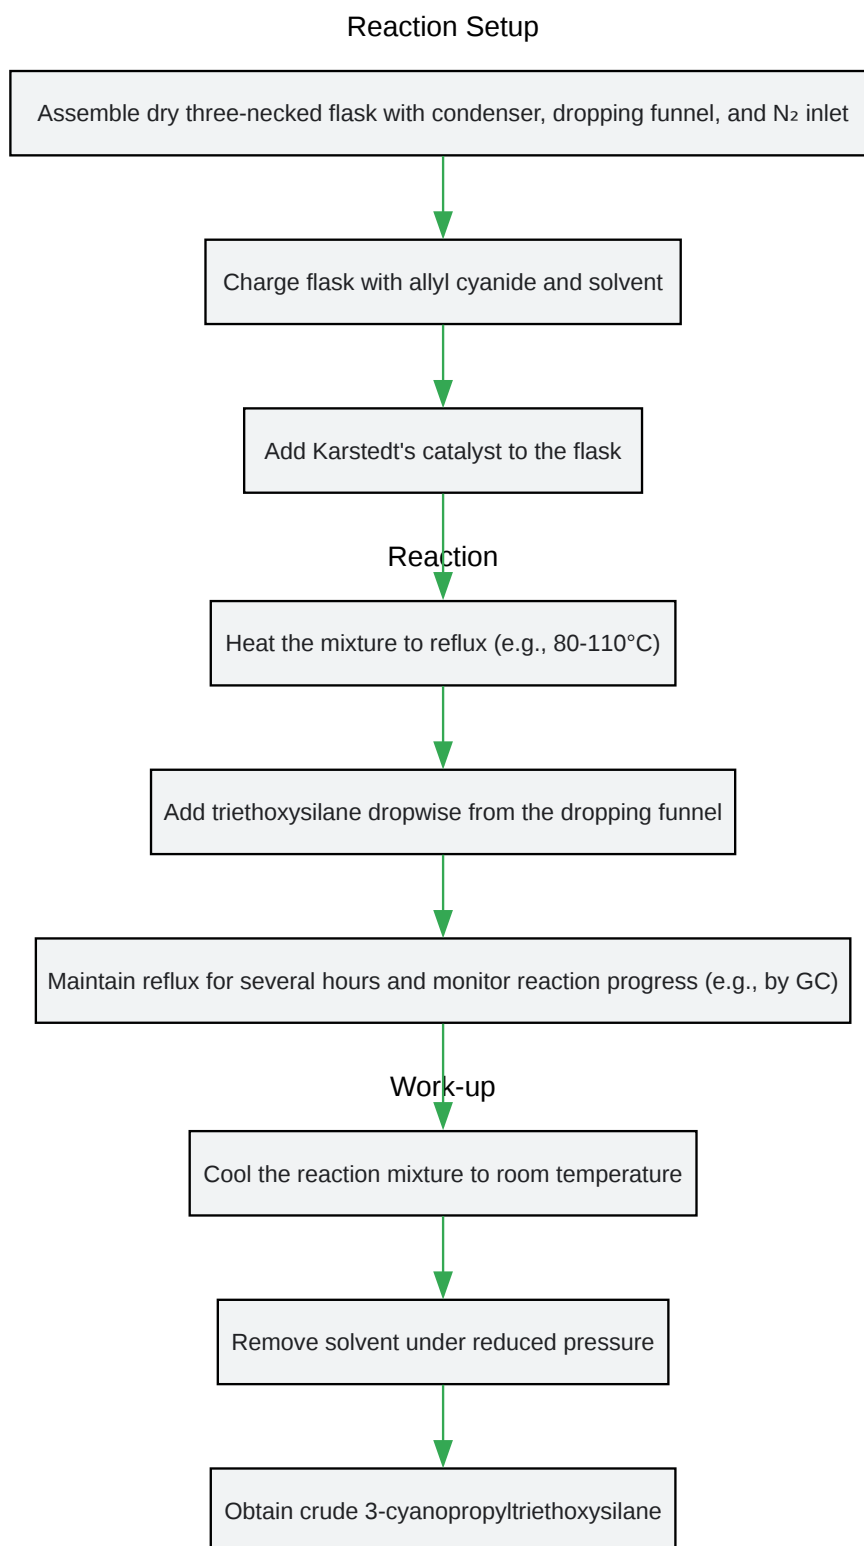 Reaction Setup
Assemble dry three-necked flask with condenser, dropping funnel, and N₂ inlet
Charge flask with allyl cyanide and solvent
Add Karstedt's catalyst to the flask
Reaction
Heat the mixture to reflux (e.g., 80-110°C)
Add triethoxysilane dropwise from the dropping funnel
Maintain reflux for several hours and monitor reaction progress (e.g., by GC)
Work-up
Cool the reaction mixture to room temperature
Remove solvent under reduced pressure
Obtain crude 3-cyanopropyltriethoxysilane